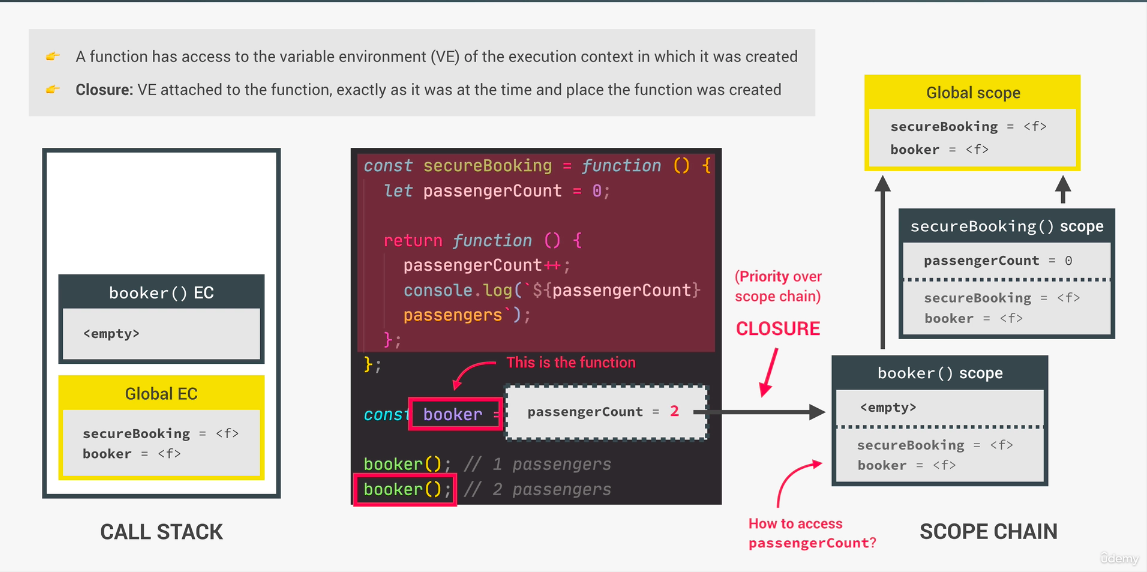 👉 A function has access to the variable environment (VE) of the execution context in which it was created
👉 Closure: VE attached to the function, exactly as it was at the time and place the function was created
booker() EC
<empty>
Global EC
secureBooking = <f>
booker = <f>
CALL STACK
const secureBooking = function () {
let passengerCount = 0;
return function () {
passengerCount++;
console.log(`${passengerCount}
passengers`);
};
};
This is the function
const booker =
passengerCount = 2
booker(); // 1 passengers
booker(); // 2 passengers
(Priority over
scope chain)
CLOSURE
Global scope
secureBooking = <f>
booker = <f>
secureBooking() scope
passengerCount = 0
secureBooking = <f>
booker = <f>
booker() scope
<empty>
secureBooking = <f>
booker = <f>
How to access
passengerCount?
SCOPE CHAIN
ûdemy